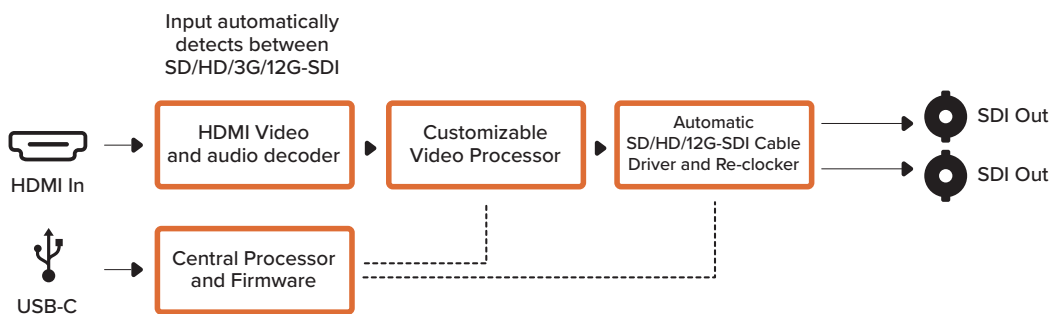 Input automatically
detects between
SD/HD/3G/12G-SDI
HDMI In
HDMI Video
and audio decoder
Customizable
Video Processor
Automatic
SD/HD/12G-SDI Cable
Driver and Re-clocker
SDI Out
SDI Out
USB-C
Central Processor
and Firmware